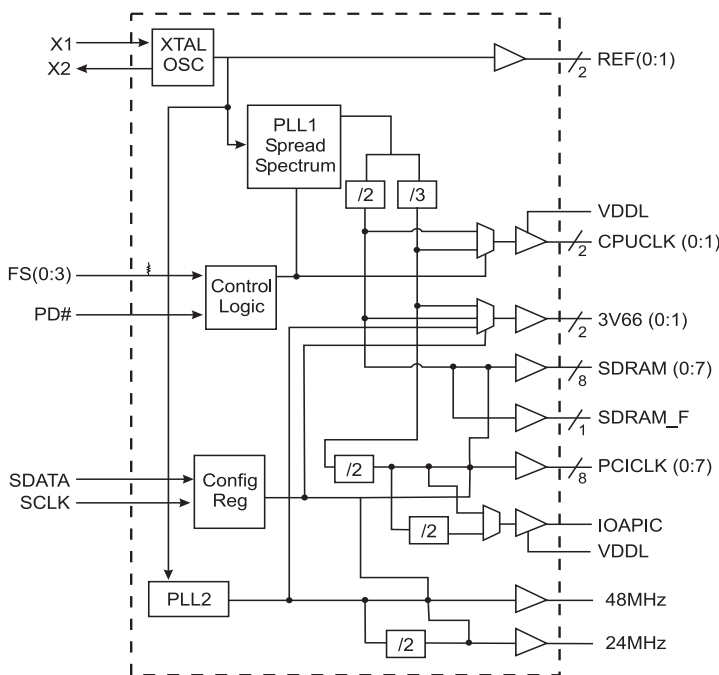 X1
X2
XTAL
OSC
REF(0:1)
2
PLL1
Spread
Spectrum
/2
/3
VDDL
CPUCLK (0:1)
2
FS(0:3)
PD#
Control
Logic
3V66 (0:1)
2
SDRAM (0:7)
8
SDRAM_F
1
SDATA
SCLK
Config
Reg
/2
PCICLK (0:7)
8
/2
IOAPIC
VDDL
PLL2
48MHz
/2
24MHz